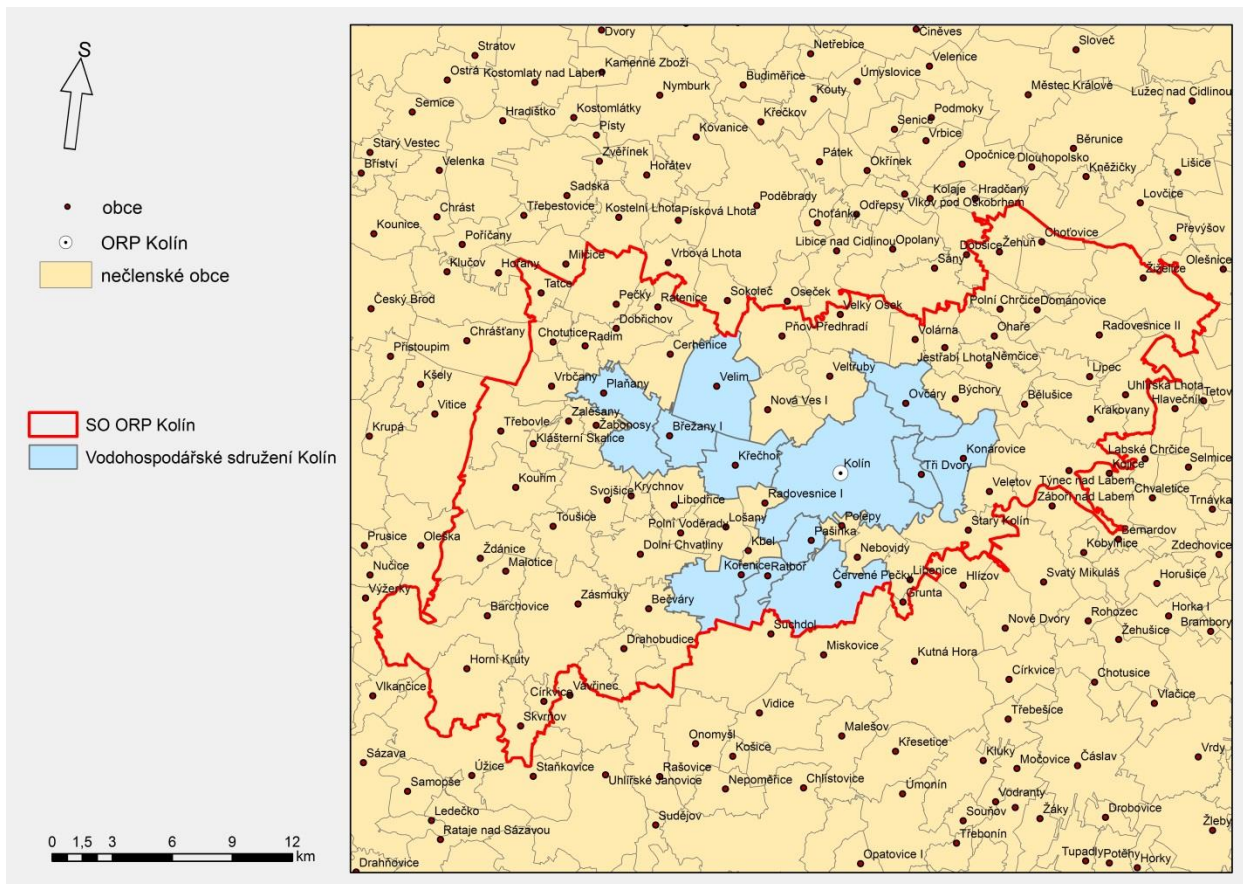 S
obce
ORP Kolín
nečlenské obce
SO ORP Kolín
Vodohospodářské sdružení Kolín
0 1,5 3 6 9 12
km
Dvory
Činěves
Stratov
Netřebice
Sloveč
Ostrá
Kostomlaty nad Labem
Kamenné Zboží
Budiměřice
Úmyslovice
Velenice
Nymburk
Kouty
Městec Králové
Lužec nad Cidlinou
Semice
Hradištko
Kostomlátky
Křečkov
Podmoky
Písty
Kovanice
Senice
Vrbice
Starý Vestec
Běrunice
Bříství
Velenka
Zvěřínek
Hořátev
Pátek
Okřínek
Opočnice
Dlouhopolsko
Kněžičky
Lišice
Sadská
Kolaje
Hradčany
Lovčice
Chrást
Třebestovice
Kostelní Lhota
Písková Lhota
Poděbrady
Choťánky
Odřepsy
Vlkov pod Oškobrhem
Kounice
Poříčany
Libice nad Cidlinou
Opolany
Dobšice
Žehuň
Choťovice
Převýšov
Klučov
Hořany
Milčice
Vrbová Lhota
Sány
Olešnice
Žiželice
Tatce
Pečky
Ratenice
Sokoleč
Oseček
Velký Osek
Polní Chrčice
Domanovice
Český Brod
Dobřichov
Pňov Předhradí
Volárna
Ohaře
Radovesnice II
Chrášťany
Chotutice
Radim
Cerhenice
Jestřabí Lhota
Němčice
Přistoupim
Kšely
Vrbčany
Plaňany
Velim
Veltruby
Lipec
Uhlířská Lhota
Hlavečník
Tetov
Vitice
Nová Ves I
Ovčáry
Býchory
Bělušice
Krakovany
Krupá
Třebovle
Zalešany
Žabonosy
Břežany I
Klášterní Skalice
Křečhoř
Kolín
Tři Dvory
Konárovice
Labské Chrčice
Selmice
Kouřim
Týnec nad Labem
Kojice
Svojšice
Krychnov
Libodřice
Radovesnice I
Veletov
Záboří nad Labem
Chvaletice
Trnávka
Toušice
Polní Voděrady
Lošany
Polepy
Pašinka
Starý Kolín
Bernardov
Prusice
Oleška
Ždánice
Dolní Chvatliny
Kbel
Nebovidy
Kobylnice
Zdechovice
Nučice
Malotice
Kořenice
Ratboř
Červené Pečky
Libenice
Hlízov
Svatý Mikuláš
Horušice
Výžerky
Barchovice
Zásmuky
Bečváry
Grunta
Suchdol
Nové Dvory
Rohozec
Horka I
Žehušice
Brambory
Drahobudice
Miskovice
Kutná Hora
Horní Kruty
Církvice
Chotusice
Vlkančice
Církvice
Vavřinec
Vlačice
Skvrňov
Vidice
Třebešice
Onomyšl
Malešov
Sázava
Košice
Křesetice
Kluky
Močovice
Čáslav
Vrdy
Samopše
Úžice
Staňkovice
Uhlířské Janovice
Rašovice
Nepoměřice
Chlístovice
Úmonín
Vodranty
Ledečko
Souňov
Žáky
Drobovice
Žleby
Rataje nad Sázavou
Sudějov
Třebonín
Drahňovice
Opatovice I
Tupadly
Potěhy
Horky